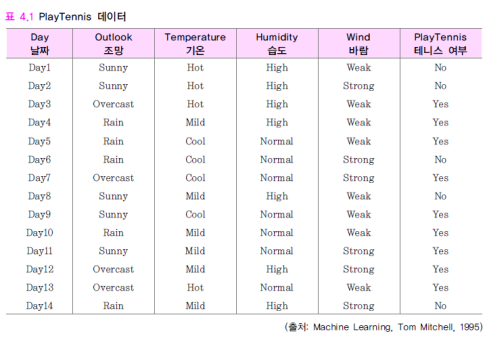 표 4.1 PlayTennis 데이터
Day Outlook Temperature Humidity Wind PlayTennis
날짜 조망 기온 습도 바람 테니스 여부
Day1 Sunny Hot High Weak No
Day2 Sunny Hot High Strong No
Day3 Overcast Hot High Weak Yes
Day4 Rain Mild High Weak Yes
Day5 Rain Cool Normal Weak Yes
Day6 Rain Cool Normal Strong No
Day7 Overcast Cool Normal Strong Yes
Day8 Sunny Mild High Weak No
Day9 Sunny Cool Normal Weak Yes
Day10 Rain Mild Normal Weak Yes
Day11 Sunny Mild Normal Strong Yes
Day12 Overcast Mild High Strong Yes
Day13 Overcast Hot Normal Weak Yes
Day14 Rain Mild High Strong No
(출처: Machine Learning, Tom Mitchell, 1995)